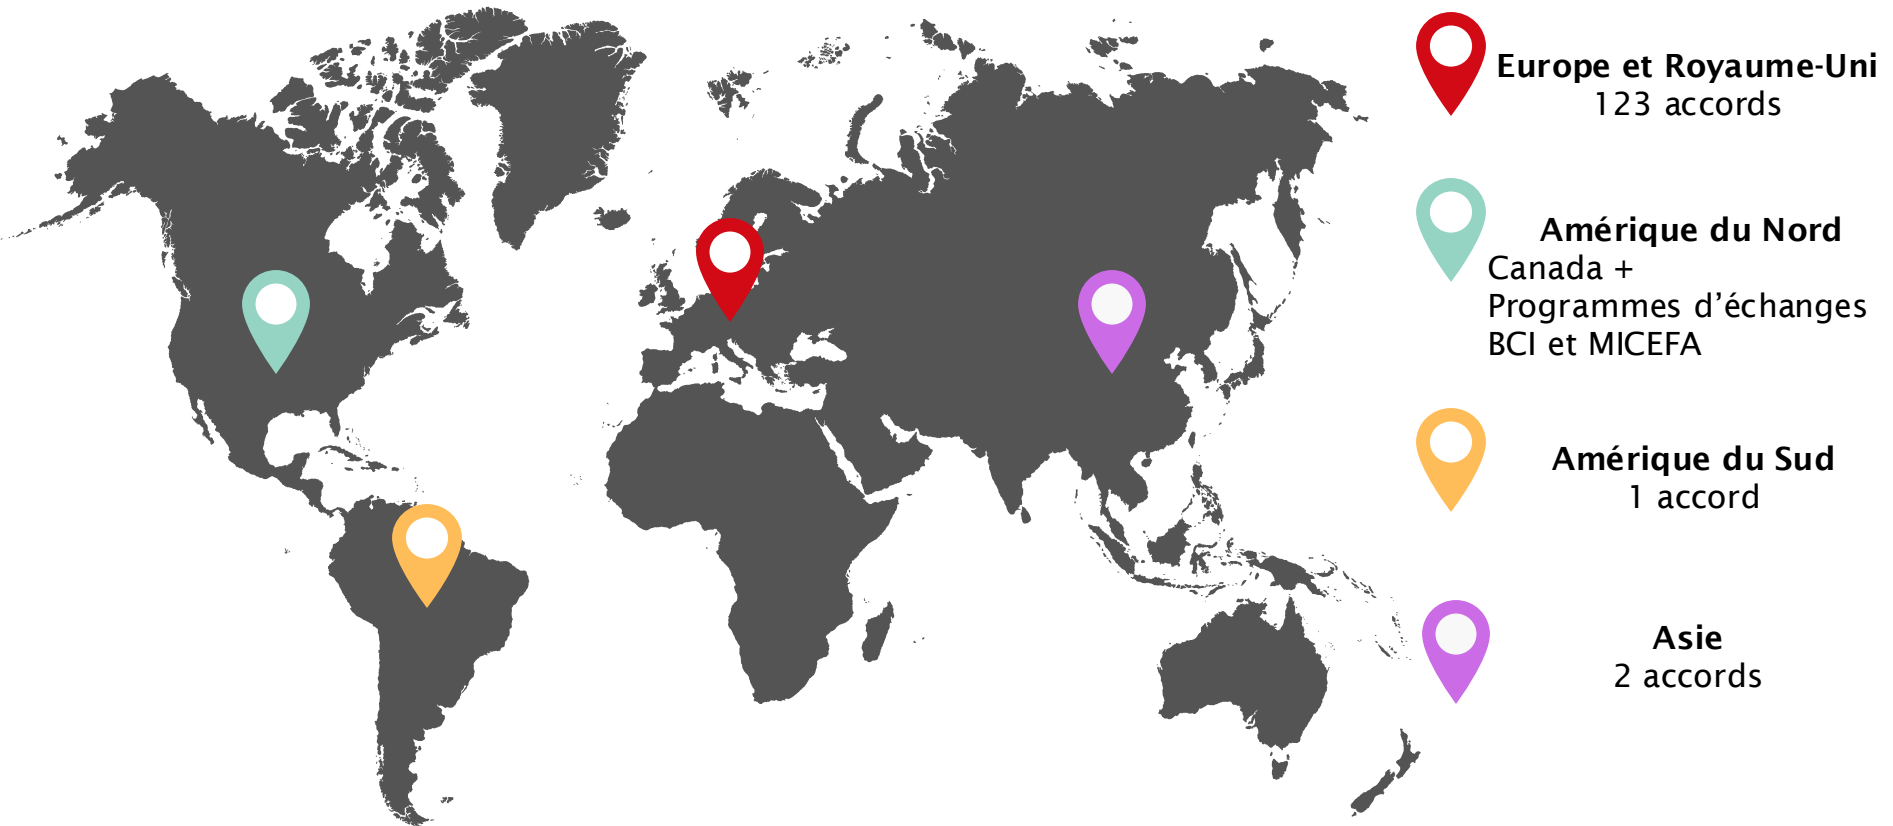 Europe et Royaume-Uni
123 accords
Amérique du Nord
Canada +
Programmes d’échanges
BCI et MICEFA
Amérique du Sud
1 accord
Asie
2 accords